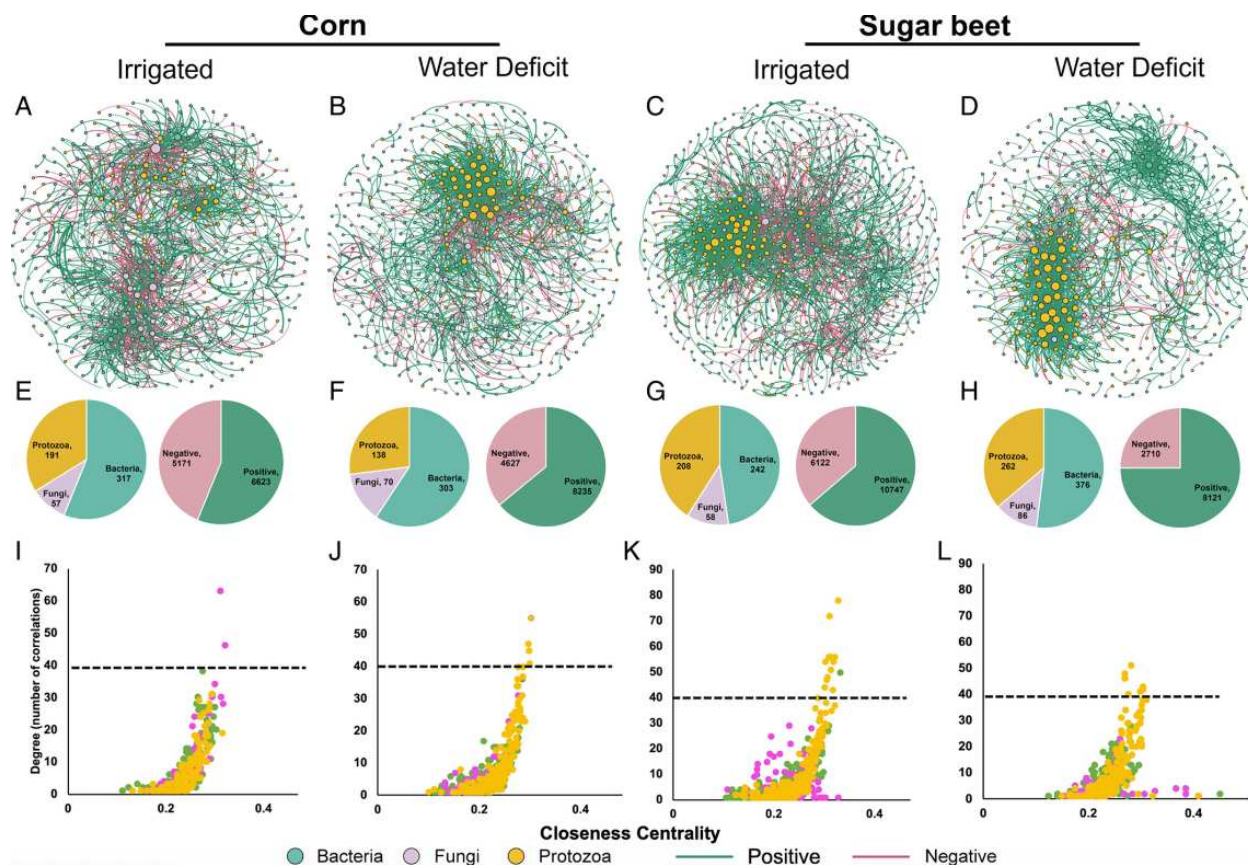 Corn Sugar beet
Irrigated Water Deficit Irrigated Water Deficit
A B C D
E F G H
Protozoa, 191
Bacteria, 317
Fungi, 57
Negative, 5171
Positive, 6623
Protozoa, 138
Bacteria, 303
Fungi, 70
Negative, 4627
Positive, 8235
Protozoa, 208
Bacteria, 242
Fungi, 58
Negative, 6122
Positive, 10747
Protozoa, 262
Bacteria, 376
Fungi, 86
Negative, 2710
Positive, 8121
I J K L
Degree (number of correlations)
70
60
50
40
30
20
10
0
0 0.2 0.4
70
60
50
40
30
20
10
0
0 0.2 0.4
90
80
70
60
50
40
30
20
10
0
0 0.2 0.4
90
80
70
60
50
40
30
20
10
0
0 0.2 0.4
Closeness Centrality
Bacteria Fungi Protozoa Positive Negative